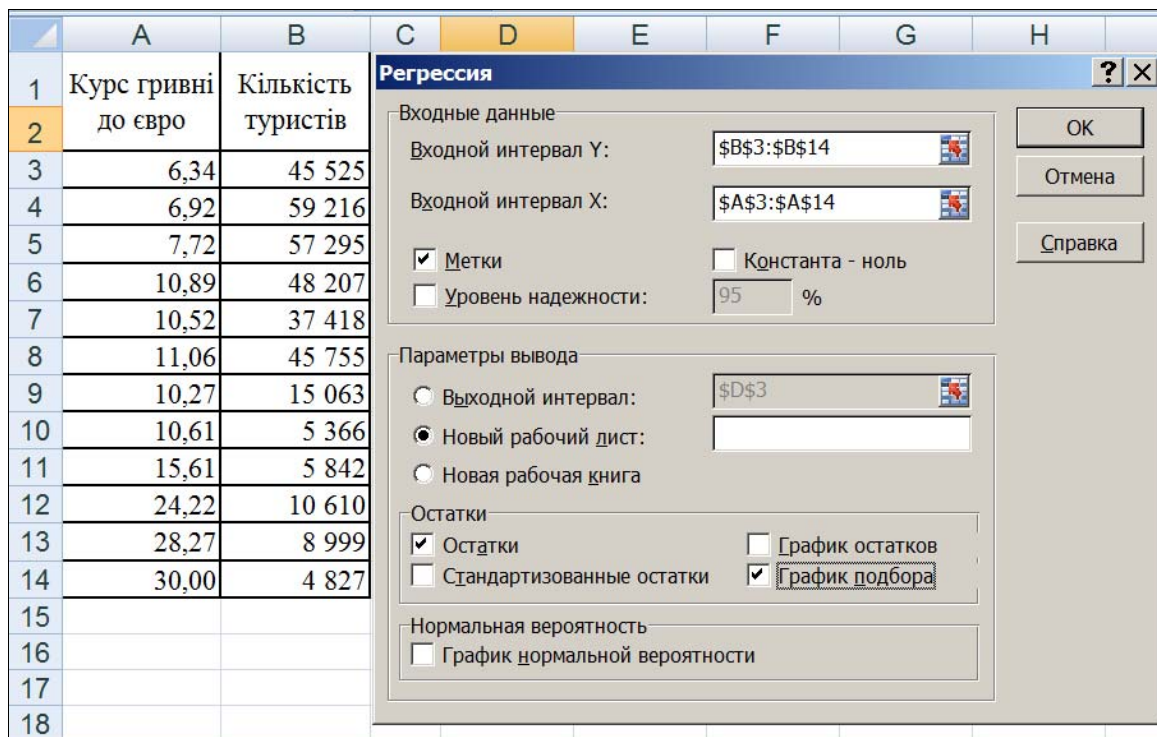 A B C D E F G H
1 Курс гривні Кількість
2 до євро туристів
3 6,34 45 525
4 6,92 59 216
5 7,72 57 295
6 10,89 48 207
7 10,52 37 418
8 11,06 45 755
9 10,27 15 063
10 10,61 5 366
11 15,61 5 842
12 24,22 10 610
13 28,27 8 999
14 30,00 4 827
15
16
17
18
Регрессия ?
Входные данные
Входной интервал Y: $B$3:$B$14
Входной интервал X: $A$3:$A$14
Метки Константа - ноль
Уровень надежности: 95 %
OK
Отмена
Справка
Параметры вывода
Выходной интервал: $D$3
Новый рабочий лист:
Новая рабочая книга
Остатки
Остатки График остатков
Стандартизованные остатки График подбора
Нормальная вероятность
График нормальной вероятности